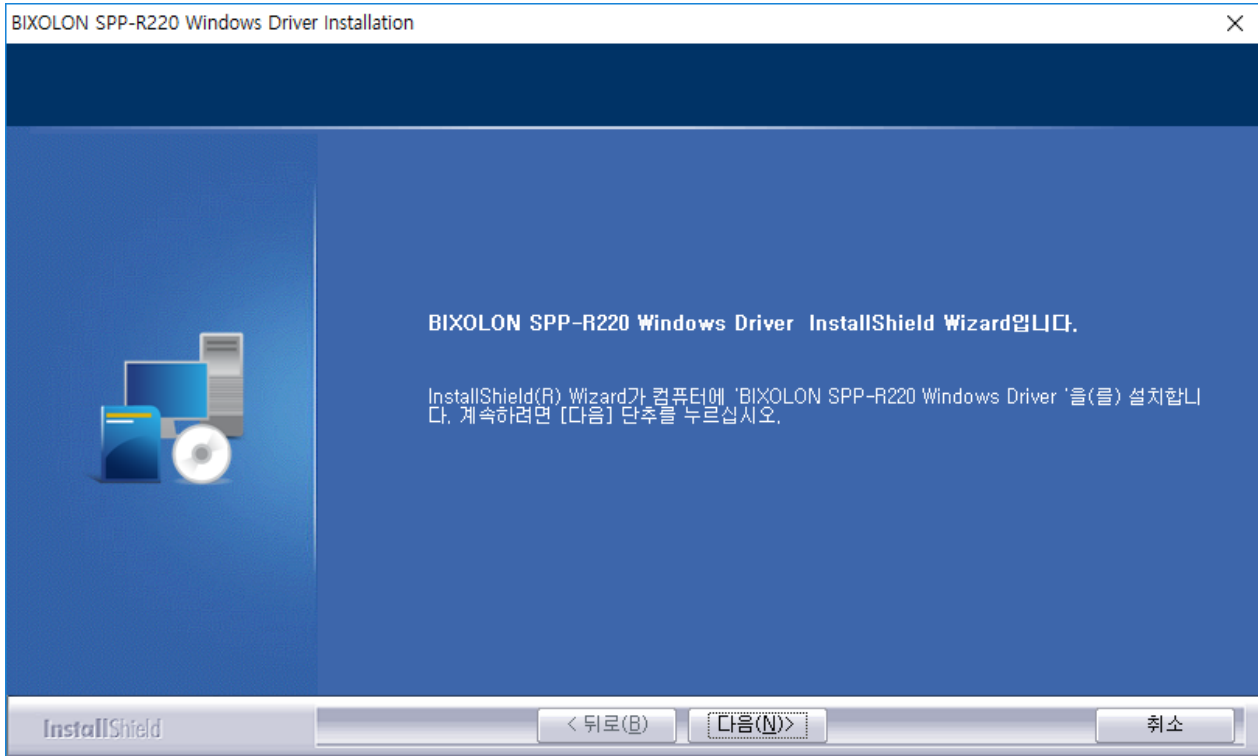 BIXOLON SPP-R220 Windows Driver Installation
BIXOLON SPP-R220 Windows Driver InstallShield Wizard입니다.
InstallShield(R) Wizard가 컴퓨터에 'BIXOLON SPP-R220 Windows Driver '을(를) 설치합니
다. 계속하려면 [다음] 단추를 누르십시오.
InstallShield
< 뒤로(B)
다음(N)>
취소